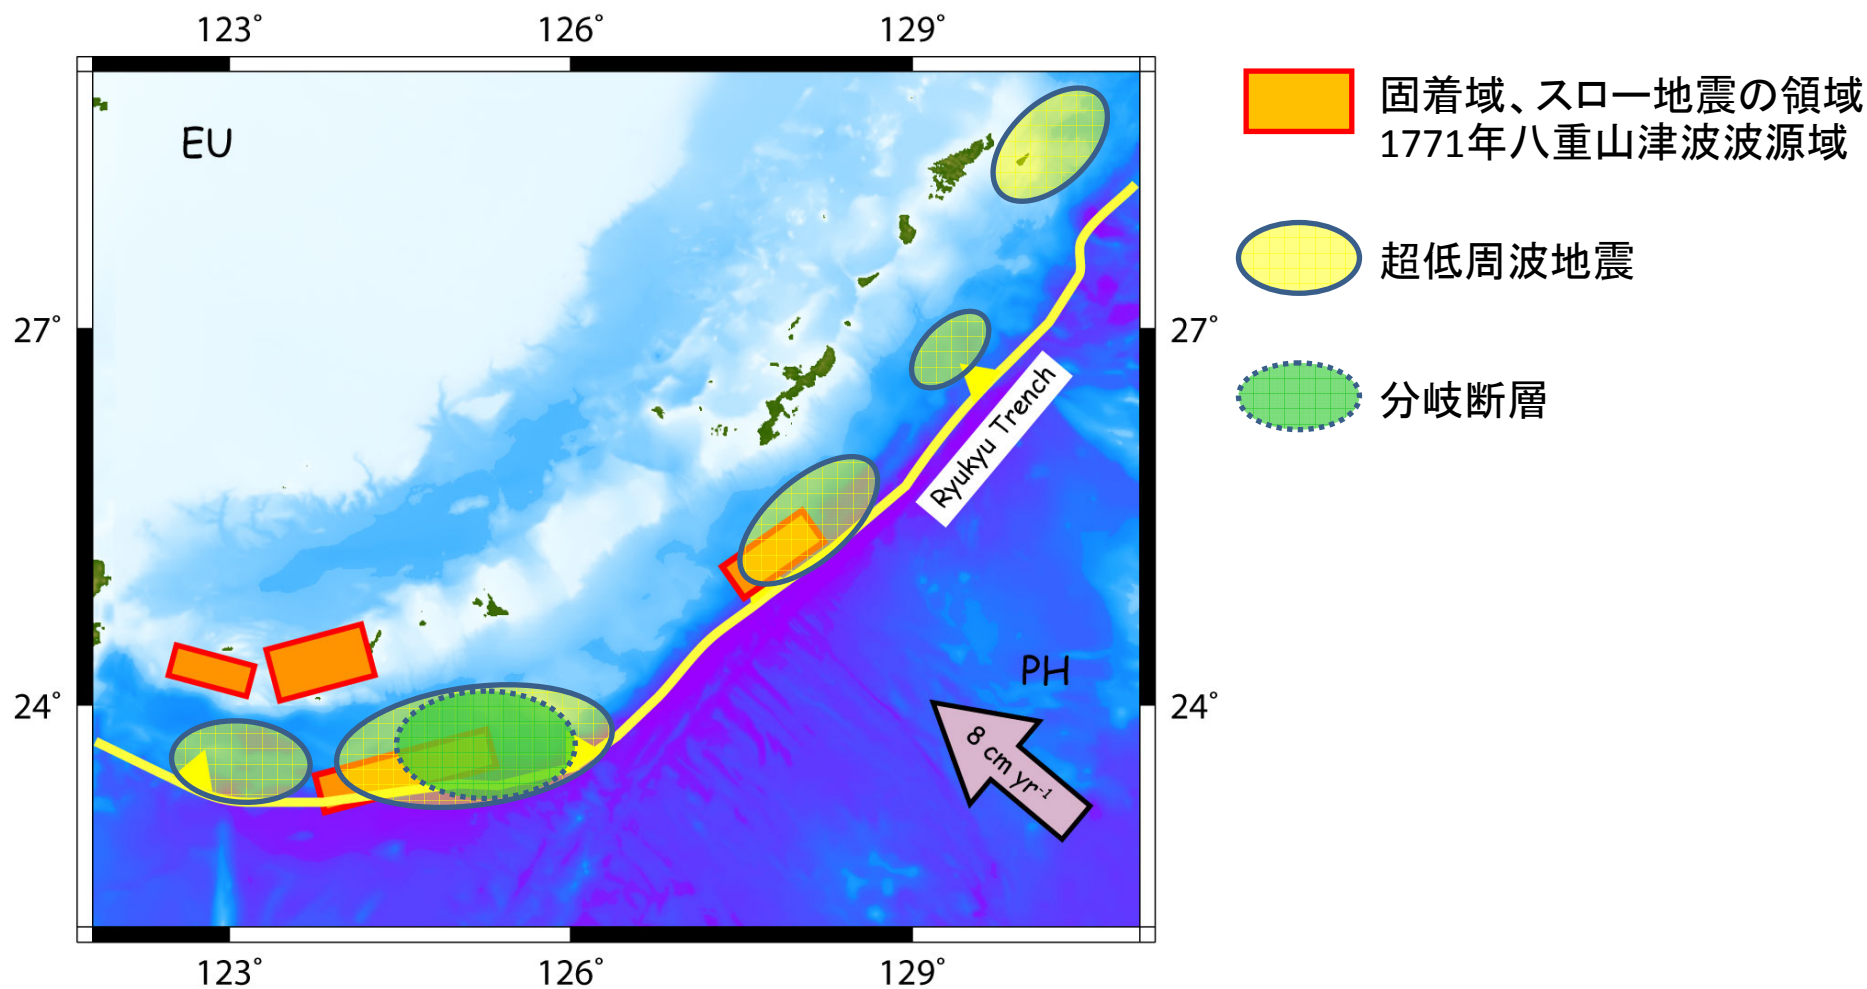 123°
126°
129°
EU
27°
27°
Ryukyu Trench
PH
24°
24°
8 cm yr⁻¹
123°
126°
129°
固着域、スロー地震の領域
1771年八重山津波波源域
超低周波地震
分岐断層